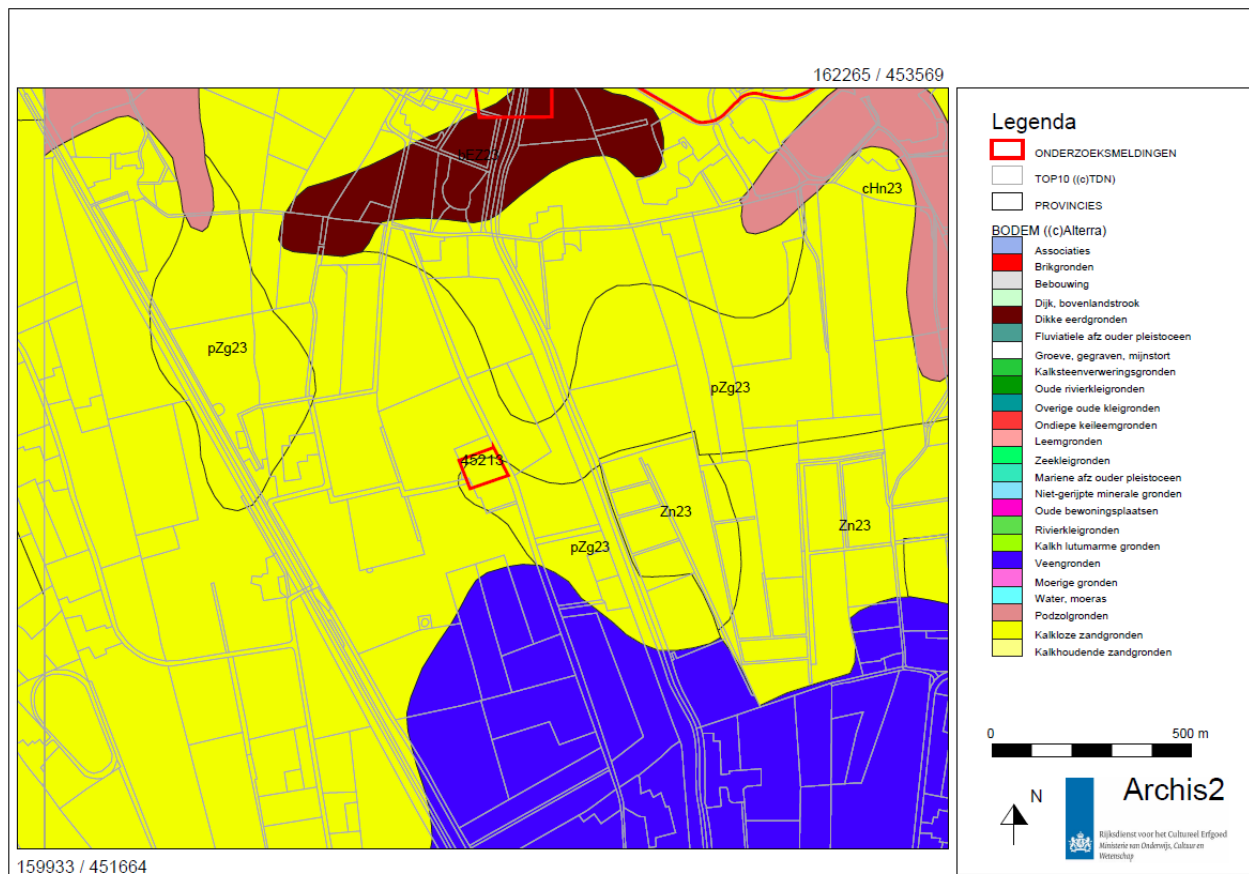 162265 / 453569
bEZ23
cHn23
pZg23
pZg23
45213
Zn23
Zn23
pZg23
159933 / 451664
Legenda
ONDERZOEKSMELDINGEN
TOP10 ((c)TDN)
PROVINCIES
BODEM ((c)Alterra)
Associaties
Brikgronden
Bebouwing
Dijk, bovenlandstrook
Dikke eerdgronden
Fluviatiele afz ouder pleistoceen
Groeve, gegraven, mijnstort
Kalksteenverweringsgronden
Oude rivierkleigronden
Overige oude kleigronden
Ondiepe keileemgronden
Leemgronden
Zeekleigronden
Mariene afz ouder pleistoceen
Niet-gerijpte minerale gronden
Oude bewoningsplaatsen
Rivierkleigronden
Kalkh lutumarme gronden
Veengronden
Moerige gronden
Water, moeras
Podzolgronden
Kalkloze zandgronden
Kalkhoudende zandgronden
0 500 m
N
Archis2
Rijksdienst voor het Cultureel Erfgoed
Ministerie van Onderwijs, Cultuur en
Wetenschap